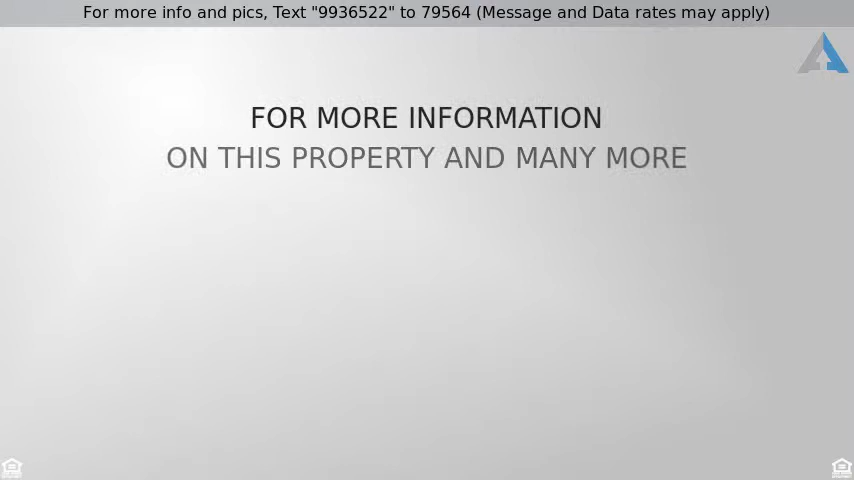 For more info and pics, Text "9936522" to 79564 (Message and Data rates may apply)
FOR MORE INFORMATION
ON THIS PROPERTY AND MANY MORE